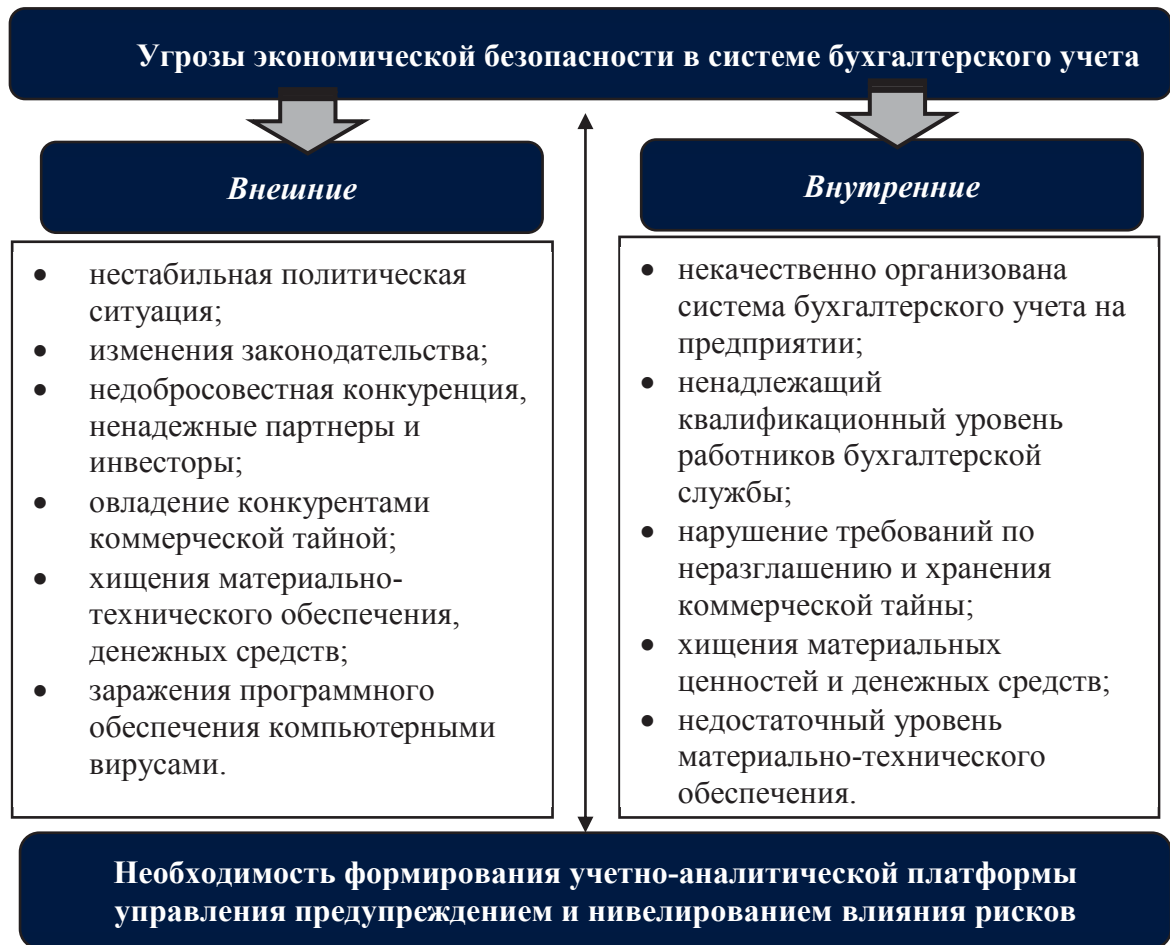 Угрозы экономической безопасности в системе бухгалтерского учета
Внешние
• нестабильная политическая
ситуация;
• изменения законодательства;
• недобросовестная конкуренция,
ненадежные партнеры и
инвесторы;
• овладение конкурентами
коммерческой тайной;
• хищения материально-
технического обеспечения,
денежных средств;
• заражения программного
обеспечения компьютерными
вирусами.
Внутренние
• некачественно организована
система бухгалтерского учета на
предприятии;
• ненадлежащий
квалификационный уровень
работников бухгалтерской
службы;
• нарушение требований по
неразглашению и хранения
коммерческой тайны;
• хищения материальных
ценностей и денежных средств;
• недостаточный уровень
материально-технического
обеспечения.
Необходимость формирования учетно-аналитической платформы
управления предупреждением и нивелированием влияния рисков